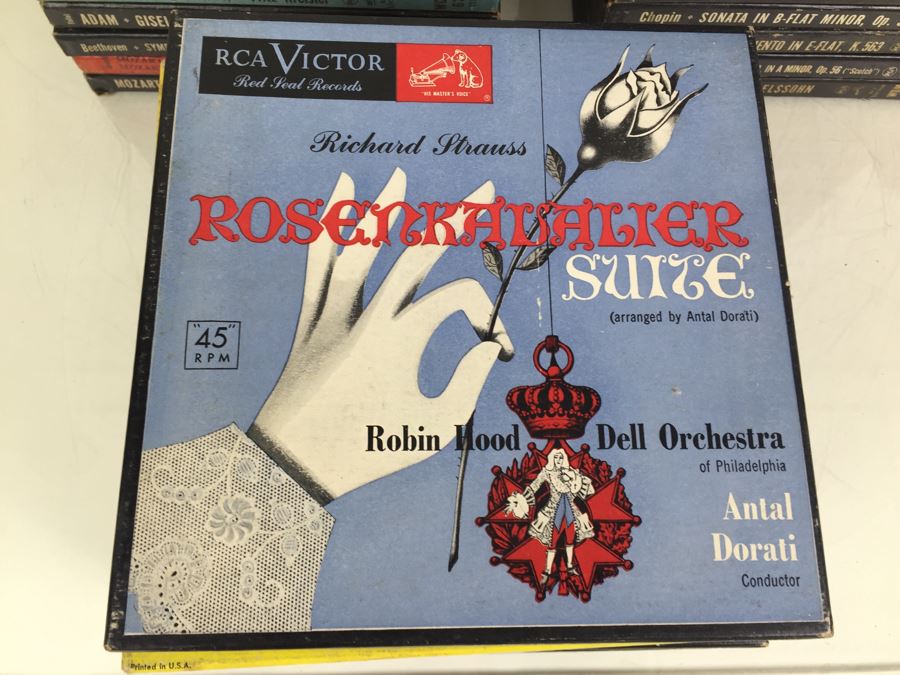 ADAM • GISEL
Beethoven • SYM
MOZART
MOZART
Chopin • SONATA IN B-FLAT MINOR, Op.
ENTO IN E-FLAT, K.563
IN A MINOR, Op. 56 ("Scotch")
ELSSOHN
RCA VICTOR
Red Seal Records
"HIS MASTER'S VOICE"
Richard Strauss
ROSENKAVALIER
SUITE
(arranged by Antal Dorati)
"45"
RPM
Robin Hood Dell Orchestra
of Philadelphia
Antal
Dorati
Conductor
Printed in U.S.A.